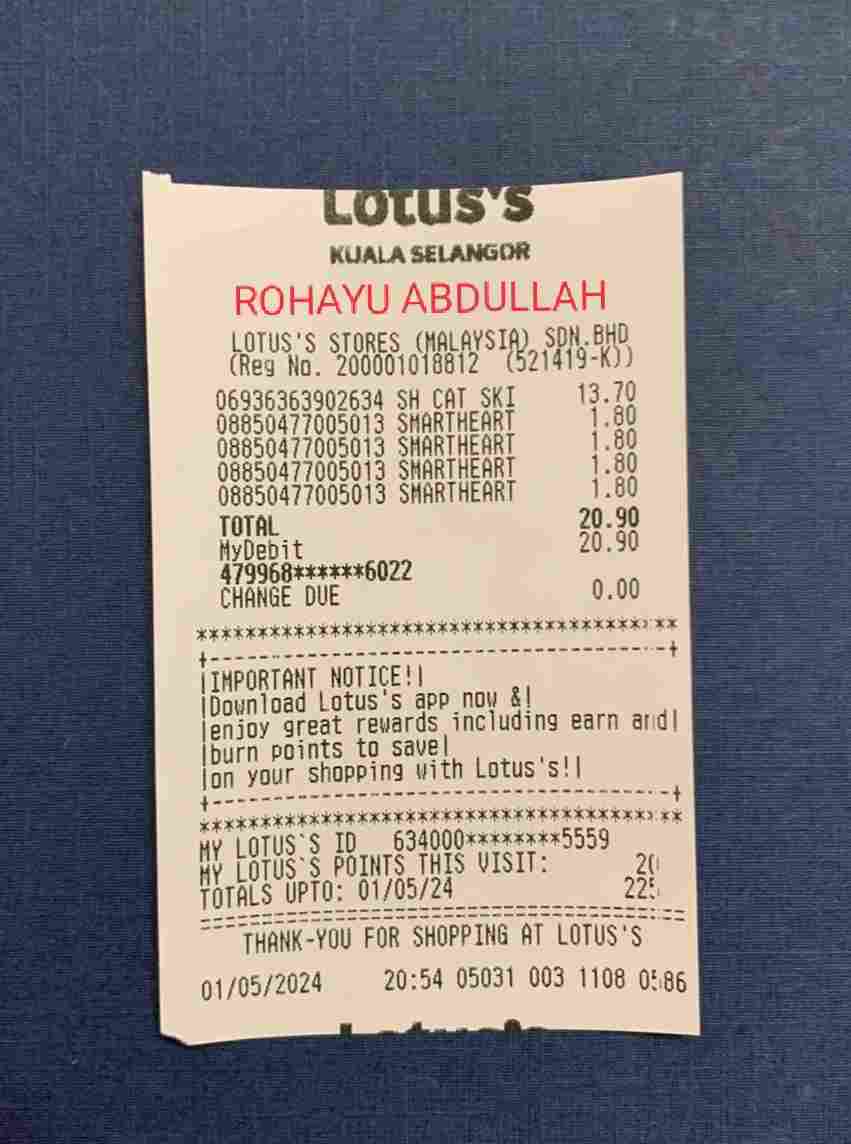 Lotus's
KUALA SELANGOR
ROHAYU ABDULLAH
LOTUS'S STORES (MALAYSIA) SDN.BHD
(Reg No. 200001018812 (521419-K))
06936363902634 SH CAT SKI 13.70
08850477005013 SMARTHEART 1.80
08850477005013 SMARTHEART 1.80
08850477005013 SMARTHEART 1.80
08850477005013 SMARTHEART 1.80
TOTAL 20.90
MyDebit 20.90
479968******6022
CHANGE DUE 0.00
|IMPORTANT NOTICE!|
|Download Lotus's app now &|
|enjoy great rewards including earn and|
|burn points to save|
|on your shopping with Lotus's!|
MY LOTUS`S ID 634000********5559
MY LOTUS`S POINTS THIS VISIT:
TOTALS UPTO: 01/05/24
THANK-YOU FOR SHOPPING AT LOTUS'S
01/05/2024 20:54 05031 003 1108 0586